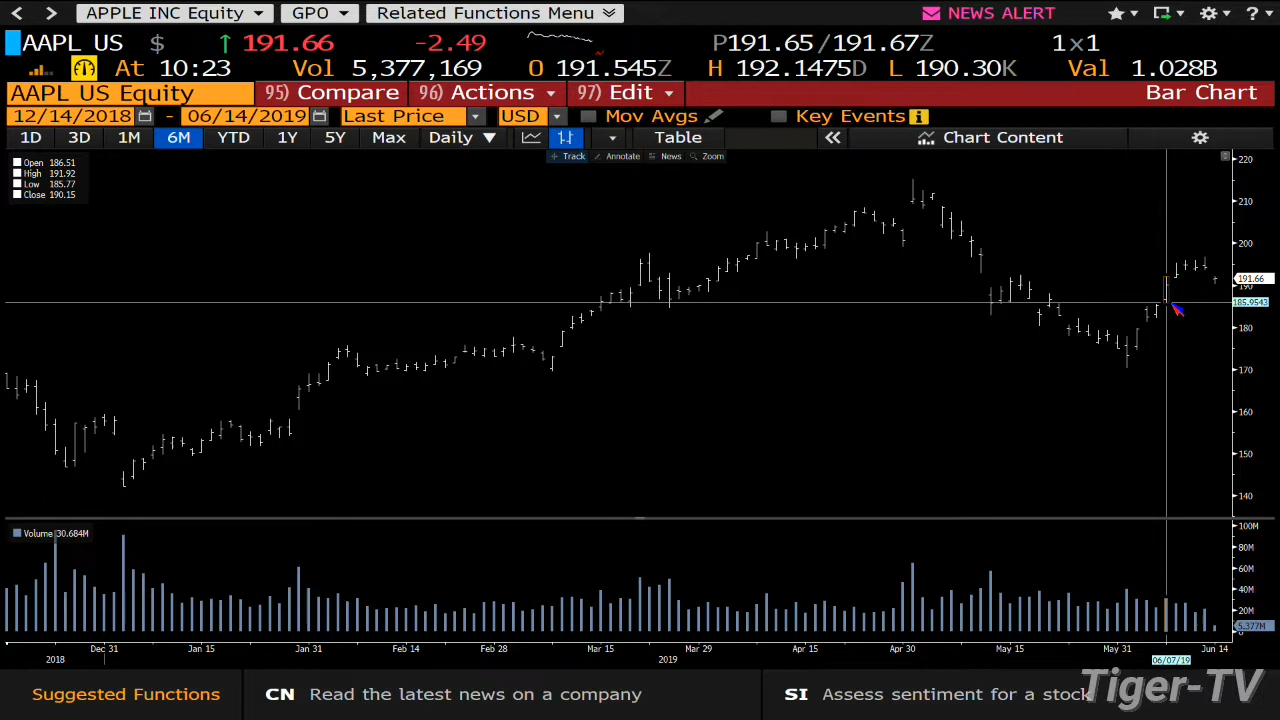 APPLE INC Equity GPO Related Functions Menu NEWS ALERT ?
AAPL US $ 191.66 -2.49 P191.65/191.67Z 1x1
At 10:23 Vol 5,377,169 O 191.545Z H 192.1475D L 190.30K Val 1.028B
AAPL US Equity 95) Compare 96) Actions 97) Edit Bar Chart
12/14/2018 - 06/14/2019 Last Price USD Mov Avgs Key Events i
1D 3D 1M 6M YTD 1Y 5Y Max Daily Table Chart Content
Track Annotate News Zoom
Open 186.51
High 191.92
Low 185.77
Close 190.15
220
210
200
191.66
190
185.9543
180
170
160
150
140
Volume 30.684M
100M
80M
60M
40M
20M
5.377M
0
Dec 31 Jan 15 Jan 31 Feb 14 Feb 28 Mar 15 Mar 29 Apr 15 Apr 30 May 15 May 31 Jun 14
2018 2019 06/07/19
Suggested Functions CN Read the latest news on a company SI Assess sentiment for a stock
Tiger-TV